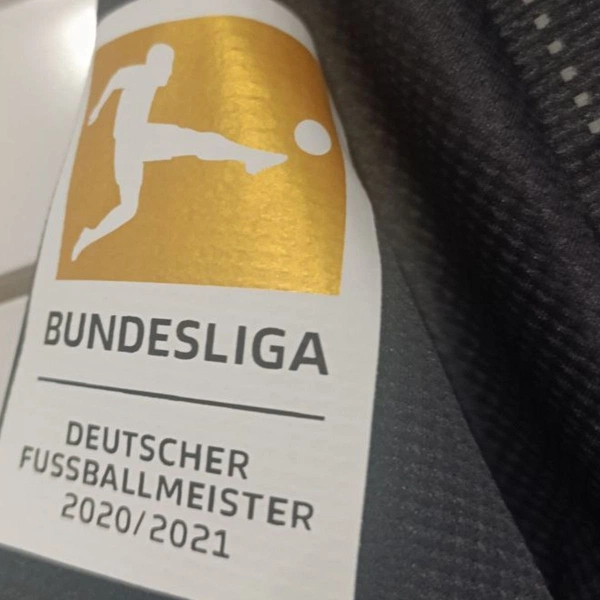 BUNDESLIGA
DEUTSCHER
FUSSBALLMEISTER
2020/2021